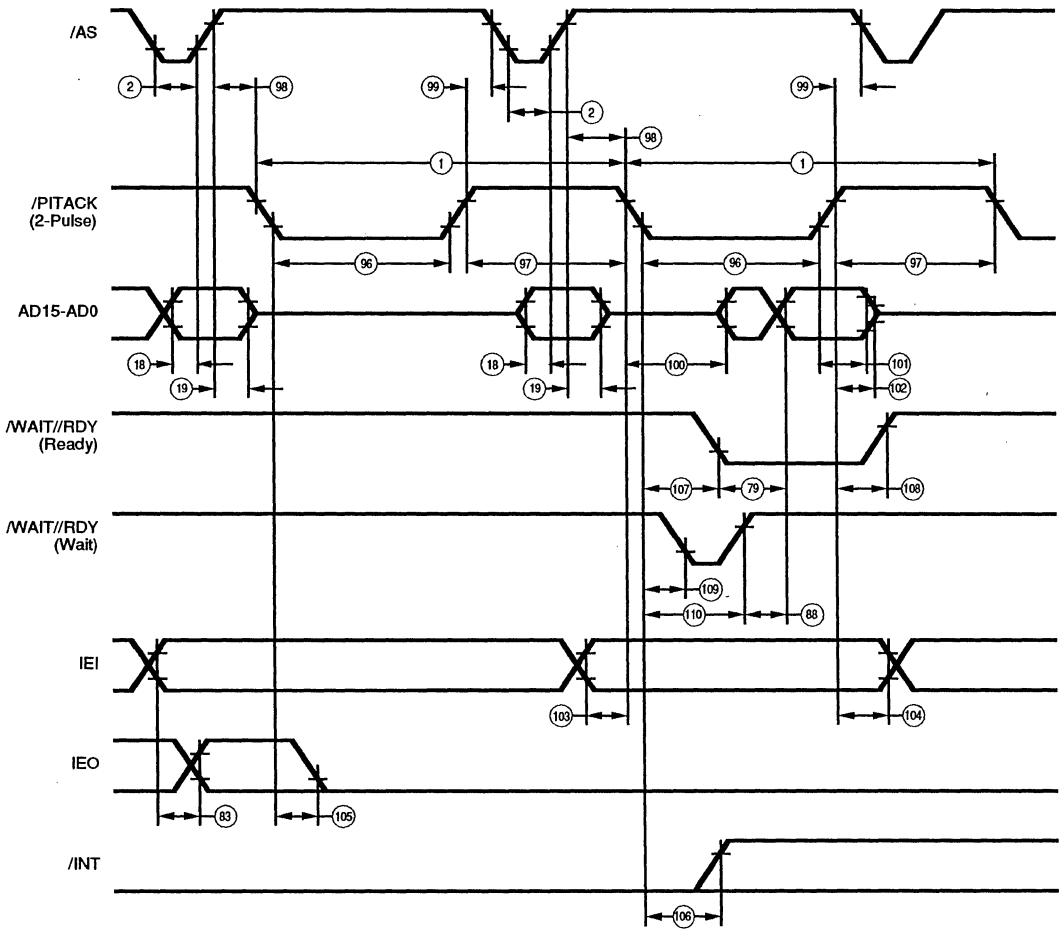 /AS
2
98
99
2
99
98
1
1
/PITACK
(2-Pulse)
96
97
96
97
AD15-AD0
18
19
18
19
100
101
102
/WAIT//RDY
(Ready)
107
79
108
/WAIT//RDY
(Wait)
109
110
88
IEI
103
104
IEO
83
105
/INT
106